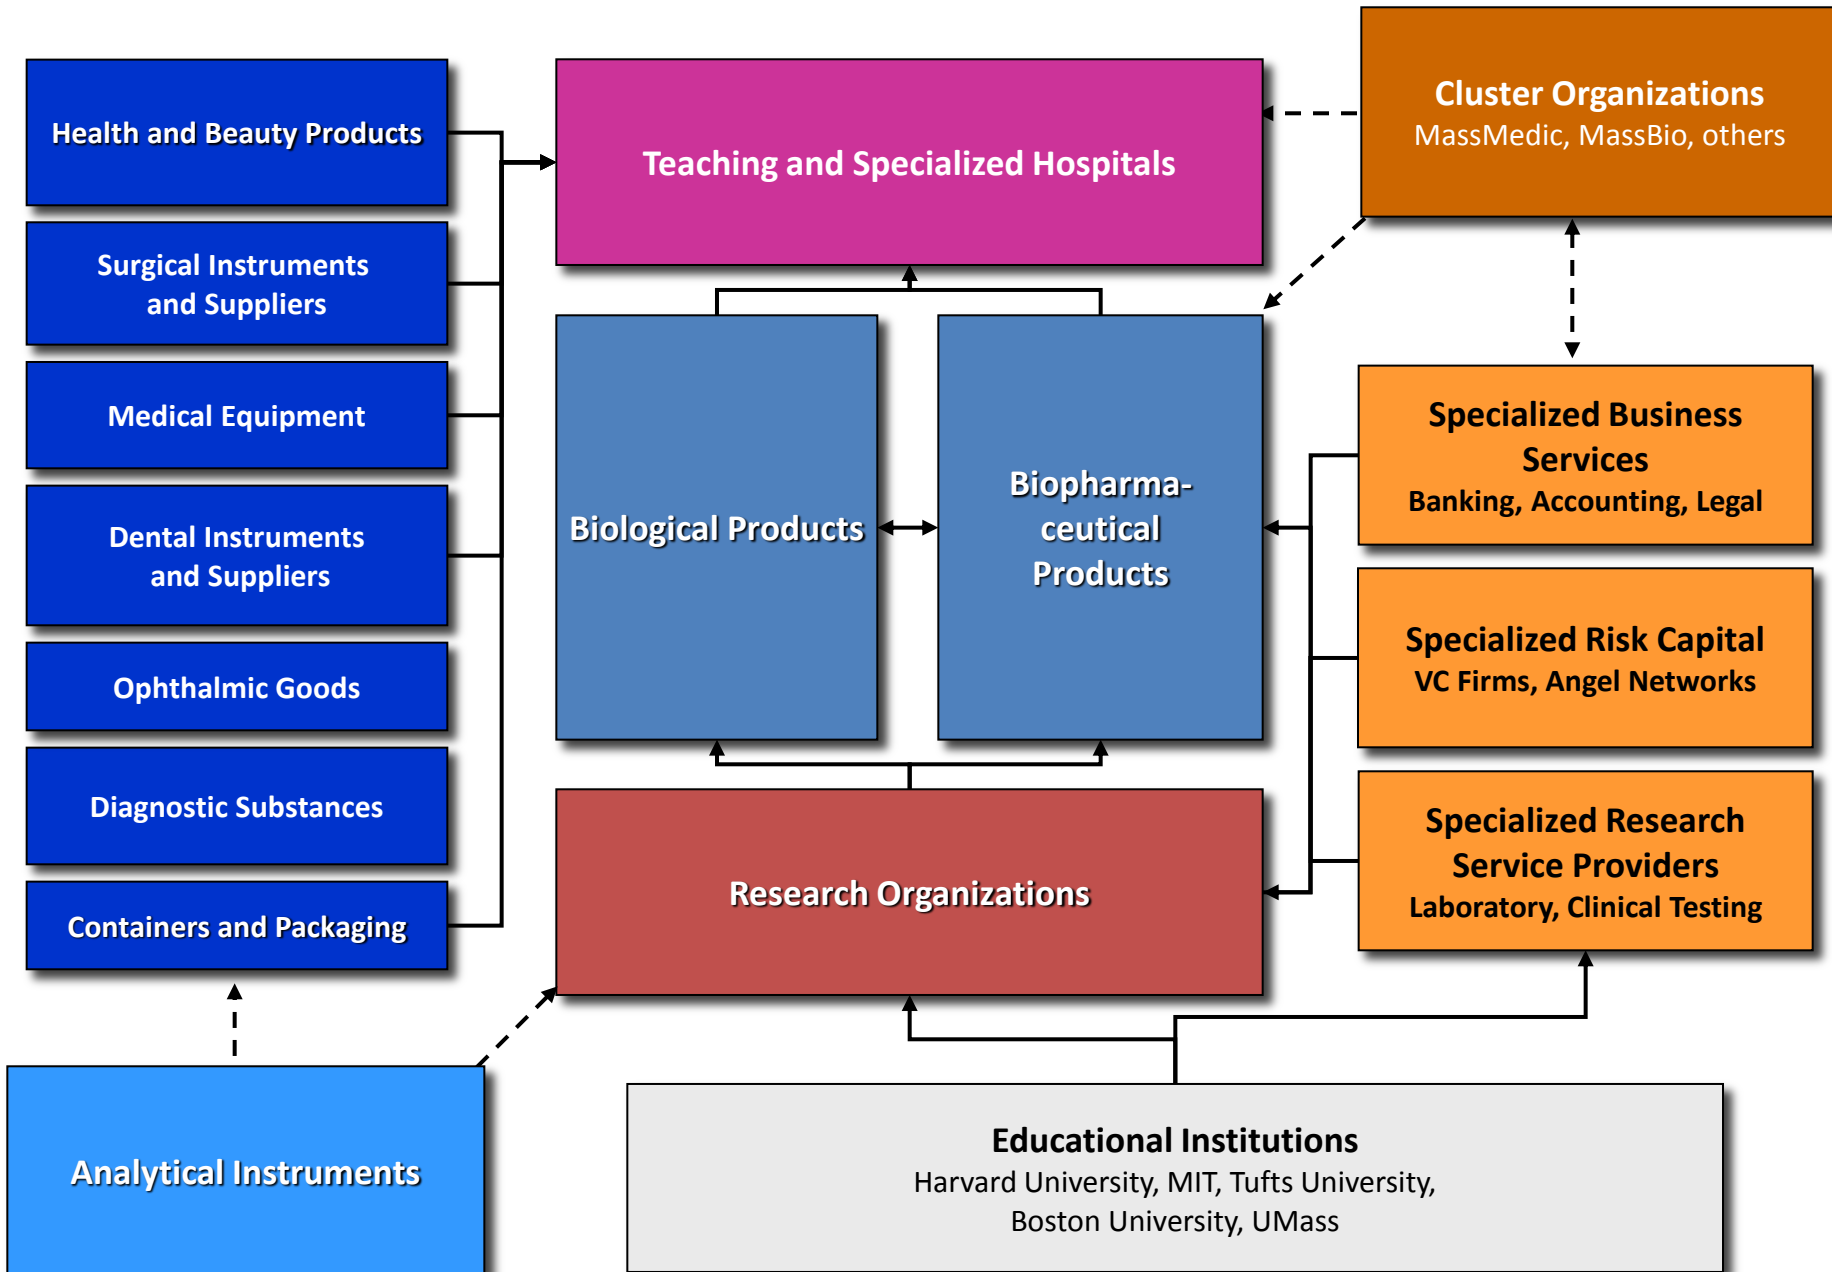 Health and Beauty Products
Surgical Instruments
and Suppliers
Medical Equipment
Dental Instruments
and Suppliers
Ophthalmic Goods
Diagnostic Substances
Containers and Packaging
Analytical Instruments
Teaching and Specialized Hospitals
Biological Products
Biopharma-
ceutical
Products
Research Organizations
Cluster Organizations
MassMedic, MassBio, others
Specialized Business
Services
Banking, Accounting, Legal
Specialized Risk Capital
VC Firms, Angel Networks
Specialized Research
Service Providers
Laboratory, Clinical Testing
Educational Institutions
Harvard University, MIT, Tufts University,
Boston University, UMass